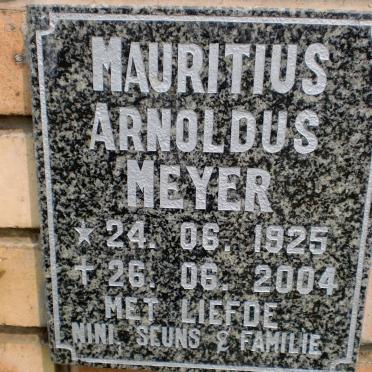 MAURITIUS
ARNOLDUS
MEYER
★ 24. 06. 1925
✝ 26. 06. 2004
MET LIEFDE
NINI, SEUNS & FAMILIE